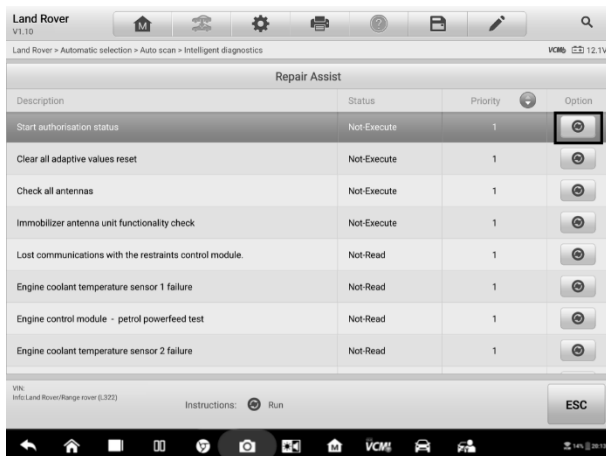 Land Rover
V1.10
Land Rover > Automatic selection > Auto scan > Intelligent diagnostics
VCMI 12.1V
Repair Assist
Description Status Priority Option
Start authorisation status Not-Execute 1
Clear all adaptive values reset Not-Execute 1
Check all antennas Not-Execute 1
Immobilizer antenna unit functionality check Not-Execute 1
Lost communications with the restraints control module. Not-Read 1
Engine coolant temperature sensor 1 failure Not-Read 1
Engine control module - petrol powerfeed test Not-Read 1
Engine coolant temperature sensor 2 failure Not-Read 1
VIN:
Info:Land Rover/Range rover (L322)
Instructions: Run
ESC
VCMI
14% 20:13